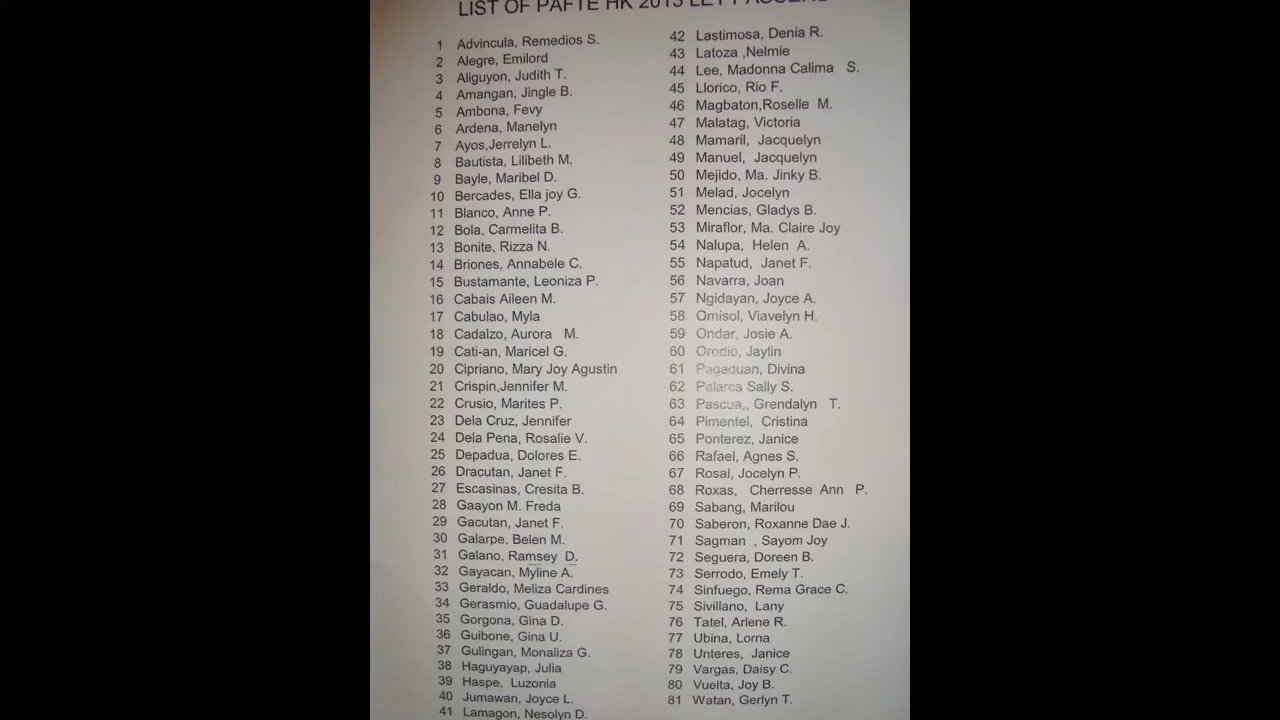 LIST OF PAFTE HK 2013 LET PASSERS
1 Advincula, Remedios S.
2 Alegre, Emilord
3 Aliguyon, Judith T.
4 Amangan, Jingle B.
5 Ambona, Fevy
6 Ardena, Manelyn
7 Ayos,Jerrelyn L.
8 Bautista, Lilibeth M.
9 Bayle, Maribel D.
10 Bercades, Ella joy G.
11 Blanco, Anne P.
12 Bola, Carmelita B.
13 Bonite, Rizza N.
14 Briones, Annabele C.
15 Bustamante, Leoniza P.
16 Cabais Aileen M.
17 Cabulao, Myla
18 Cadalzo, Aurora M.
19 Cati-an, Maricel G.
20 Cipriano, Mary Joy Agustin
21 Crispin,Jennifer M.
22 Crusio, Marites P.
23 Dela Cruz, Jennifer
24 Dela Pena, Rosalie V.
25 Depadua, Dolores E.
26 Dracutan, Janet F.
27 Escasinas, Cresita B.
28 Gaayon M. Freda
29 Gacutan, Janet F.
30 Galarpe, Belen M.
31 Galano, Ramsey D.
32 Gayacan, Myline A.
33 Geraldo, Meliza Cardines
34 Gerasmio, Guadalupe G.
35 Gorgona, Gina D.
36 Guibone, Gina U.
37 Gulingan, Monaliza G.
38 Haguyayap, Julia
39 Haspe, Luzonia
40 Jumawan, Joyce L.
41 Lamagon, Nesolyn D.
42 Lastimosa, Denia R.
43 Latoza ,Nelmie
44 Lee, Madonna Calima S.
45 Llorico, Rio F.
46 Magbaton,Roselle M.
47 Malatag, Victoria
48 Mamaril, Jacquelyn
49 Manuel, Jacquelyn
50 Mejido, Ma. Jinky B.
51 Melad, Jocelyn
52 Mencias, Gladys B.
53 Miraflor, Ma. Claire Joy
54 Nalupa, Helen A.
55 Napatud, Janet F.
56 Navarra, Joan
57 Ngidayan, Joyce A.
58 Omisol, Viavelyn H.
59 Ondar, Josie A.
60 Orodio, Jaylin
61 Pagaduan, Divina
62 Palarca Sally S.
63 Pascua,, Grendalyn T.
64 Pimentel, Cristina
65 Ponterez, Janice
66 Rafael, Agnes S.
67 Rosal, Jocelyn P.
68 Roxas, Cherresse Ann P.
69 Sabang, Marilou
70 Saberon, Roxanne Dae J.
71 Sagman , Sayom Joy
72 Seguera, Doreen B.
73 Serrodo, Emely T.
74 Sinfuego, Rema Grace C.
75 Sivillano, Lany
76 Tatel, Arlene R.
77 Ubina, Lorna
78 Unteres, Janice
79 Vargas, Daisy C.
80 Vuelta, Joy B.
81 Watan, Gerlyn T.